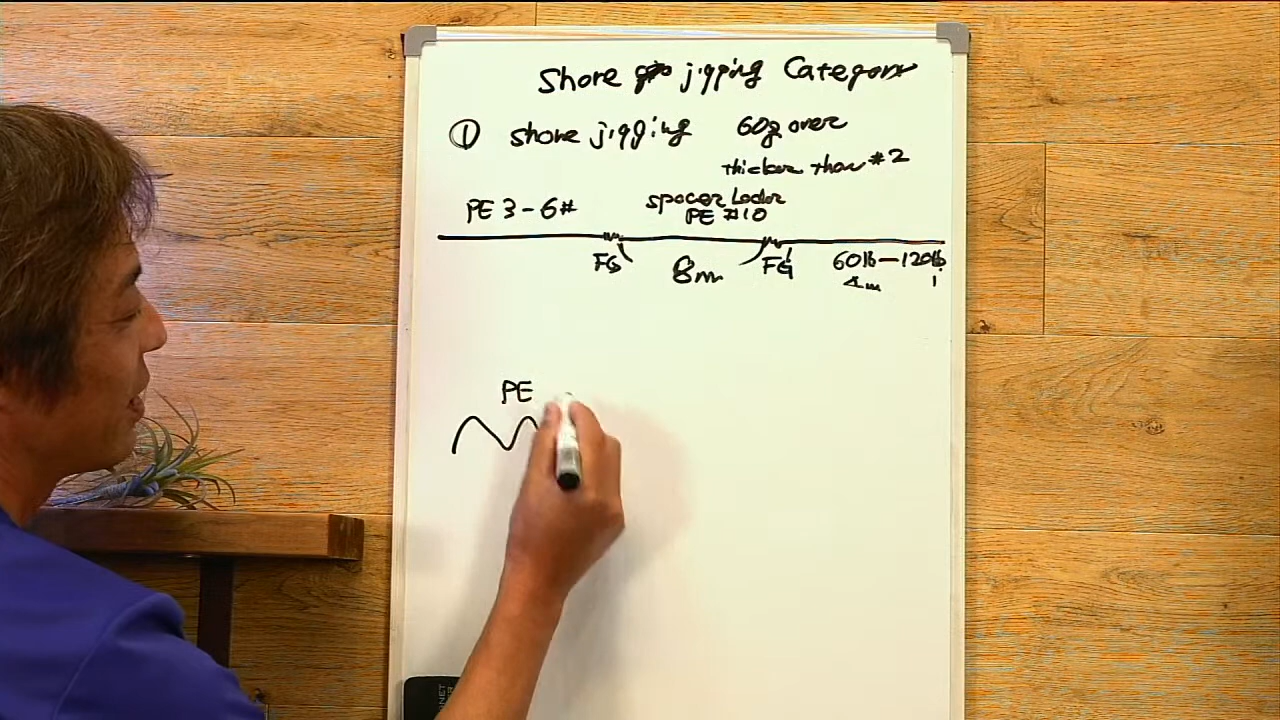 Shore jigging Category
① shore jigging 60g over
thicker than #2
PE 3-6# spacer Leader
PE #10
FG 8m FG 60lb-120lb
4m
PE